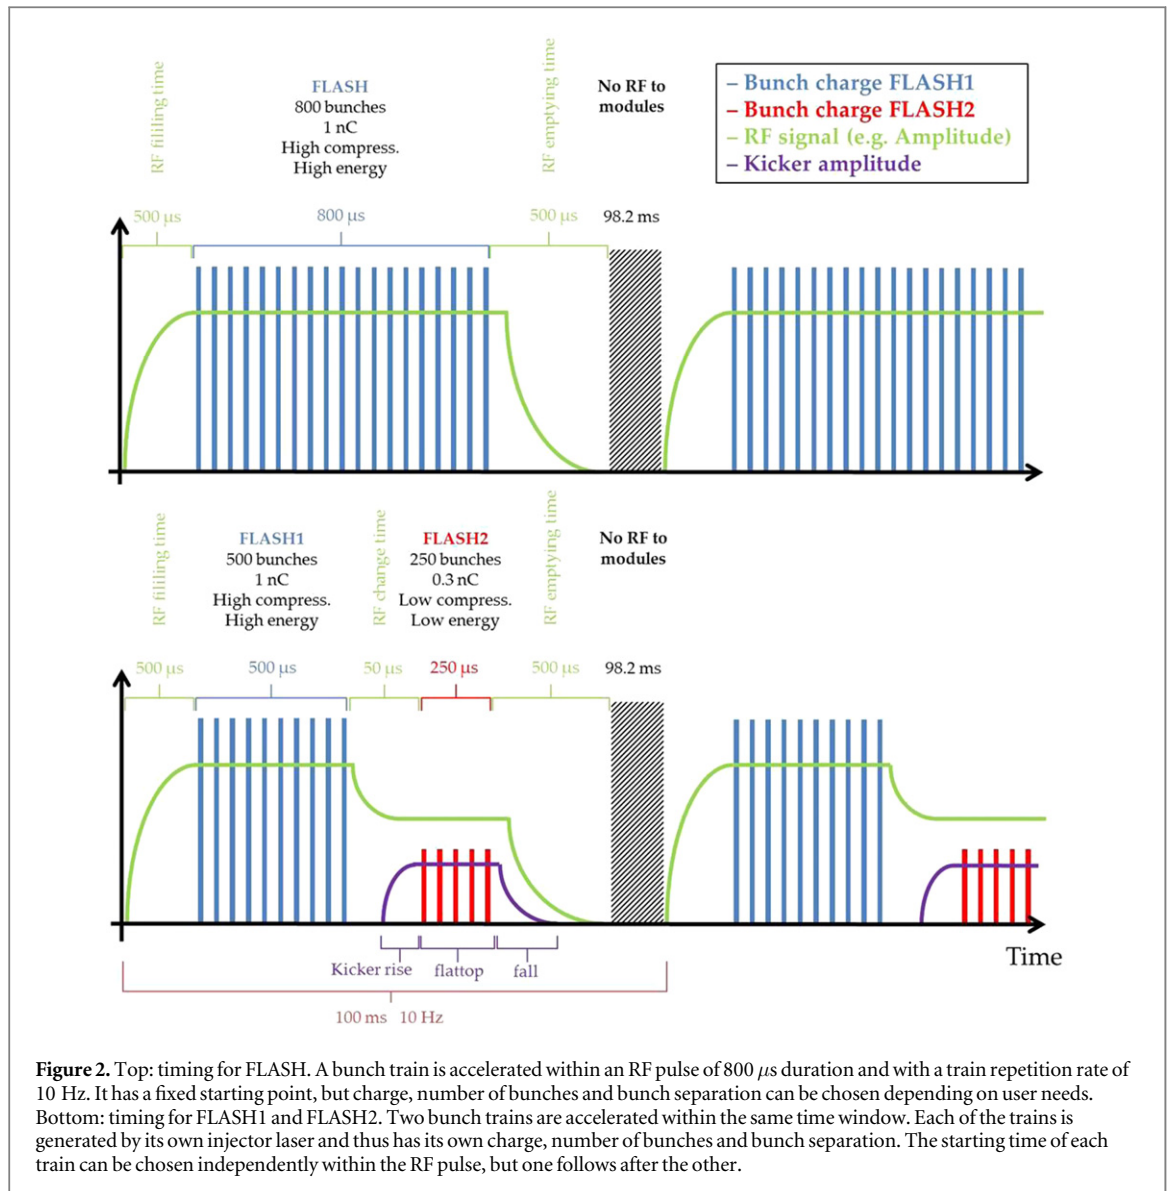 RF fililing time
FLASH
800 bunches
1 nC
High compress.
High energy
RF emptying time
No RF to
modules
– Bunch charge FLASH1
– Bunch charge FLASH2
– RF signal (e.g. Amplitude)
– Kicker amplitude
500 µs
800 µs
500 µs
98.2 ms
RF fililing time
FLASH1
500 bunches
1 nC
High compress.
High energy
RF change time
FLASH2
250 bunches
0.3 nC
Low compress.
Low energy
RF emptying time
No RF to
modules
500 µs
500 µs
50 µs
250 µs
500 µs
98.2 ms
Time
Kicker rise
flattop
fall
100 ms 10 Hz
Figure 2. Top: timing for FLASH. A bunch train is accelerated within an RF pulse of 800 µs duration and with a train repetition rate of
10 Hz. It has a fixed starting point, but charge, number of bunches and bunch separation can be chosen depending on user needs.
Bottom: timing for FLASH1 and FLASH2. Two bunch trains are accelerated within the same time window. Each of the trains is
generated by its own injector laser and thus has its own charge, number of bunches and bunch separation. The starting time of each
train can be chosen independently within the RF pulse, but one follows after the other.